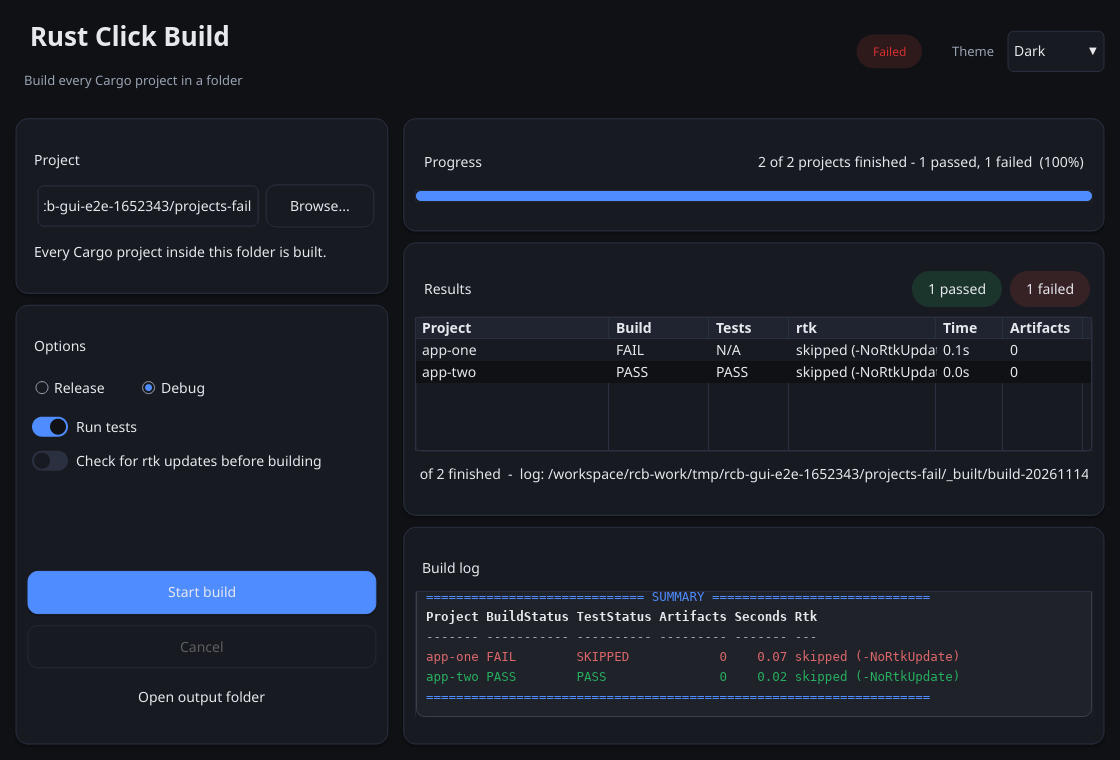 Rust Click Build
Build every Cargo project in a folder
Failed
Theme
Dark
Project
:b-gui-e2e-1652343/projects-fail
Browse...
Every Cargo project inside this folder is built.
Options
Release
Debug
Run tests
Check for rtk updates before building
Start build
Cancel
Open output folder
Progress
2 of 2 projects finished - 1 passed, 1 failed (100%)
Results
1 passed
1 failed
Project Build Tests rtk Time Artifacts
app-one FAIL N/A skipped (-NoRtkUpdat 0.1s 0
app-two PASS PASS skipped (-NoRtkUpdat 0.0s 0
of 2 finished - log: /workspace/rcb-work/tmp/rcb-gui-e2e-1652343/projects-fail/_built/build-20261114
Build log
============================= SUMMARY =============================
Project BuildStatus TestStatus Artifacts Seconds Rtk
------- ----------- ---------- --------- ------- ---
app-one FAIL        SKIPPED            0    0.07 skipped (-NoRtkUpdate)
app-two PASS        PASS               0    0.02 skipped (-NoRtkUpdate)
===================================================================